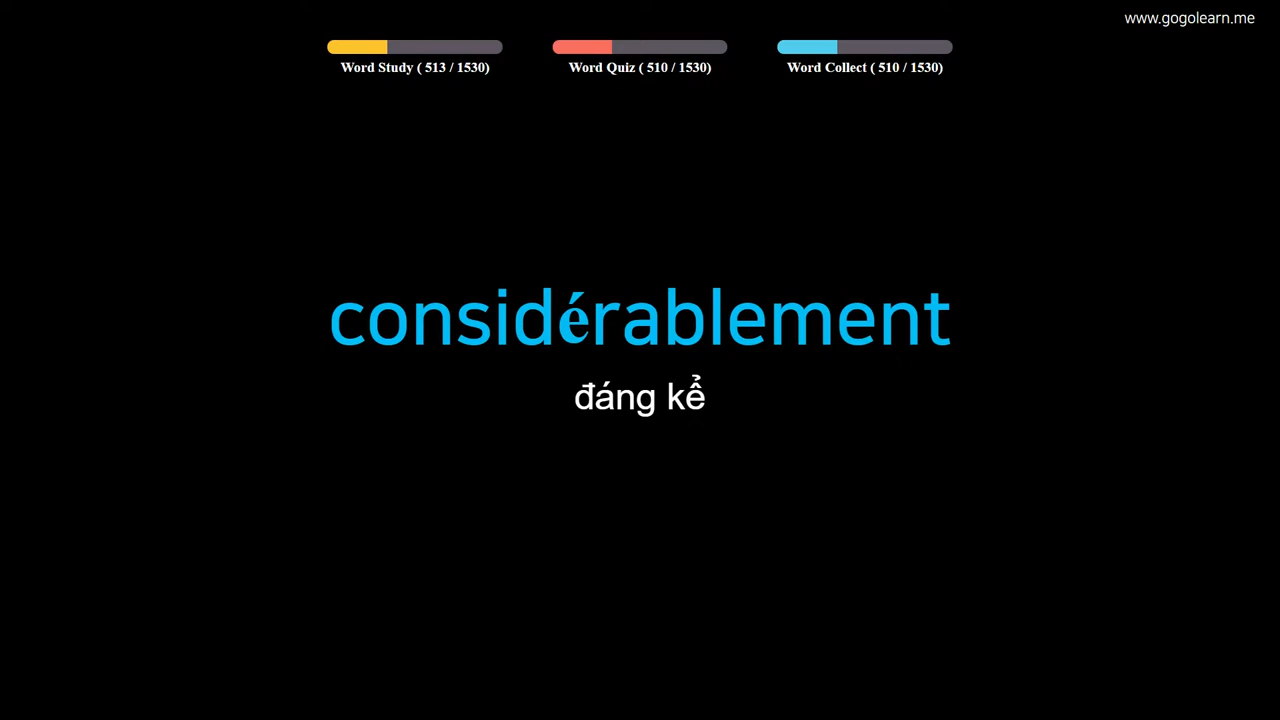 www.gogolearn.me
Word Study ( 513 / 1530)
Word Quiz ( 510 / 1530)
Word Collect ( 510 / 1530)
considérablement
đáng kể